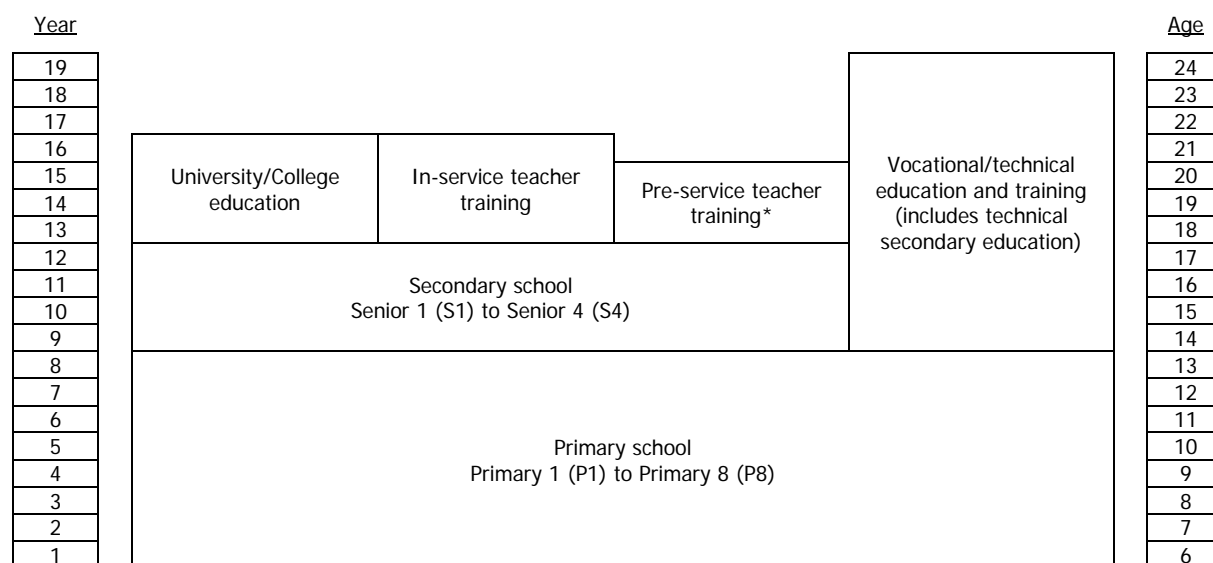 Year
Age
19
24
18
23
17
22
16
21
15
20
14
19
13
18
12
17
11
16
10
15
9
14
8
13
7
12
6
11
5
10
4
9
3
8
2
7
1
6
University/College
education
In-service teacher
training
Pre-service teacher
training*
Vocational/technical
education and training
(includes technical
secondary education)
Secondary school
Senior 1 (S1) to Senior 4 (S4)
Primary school
Primary 1 (P1) to Primary 8 (P8)